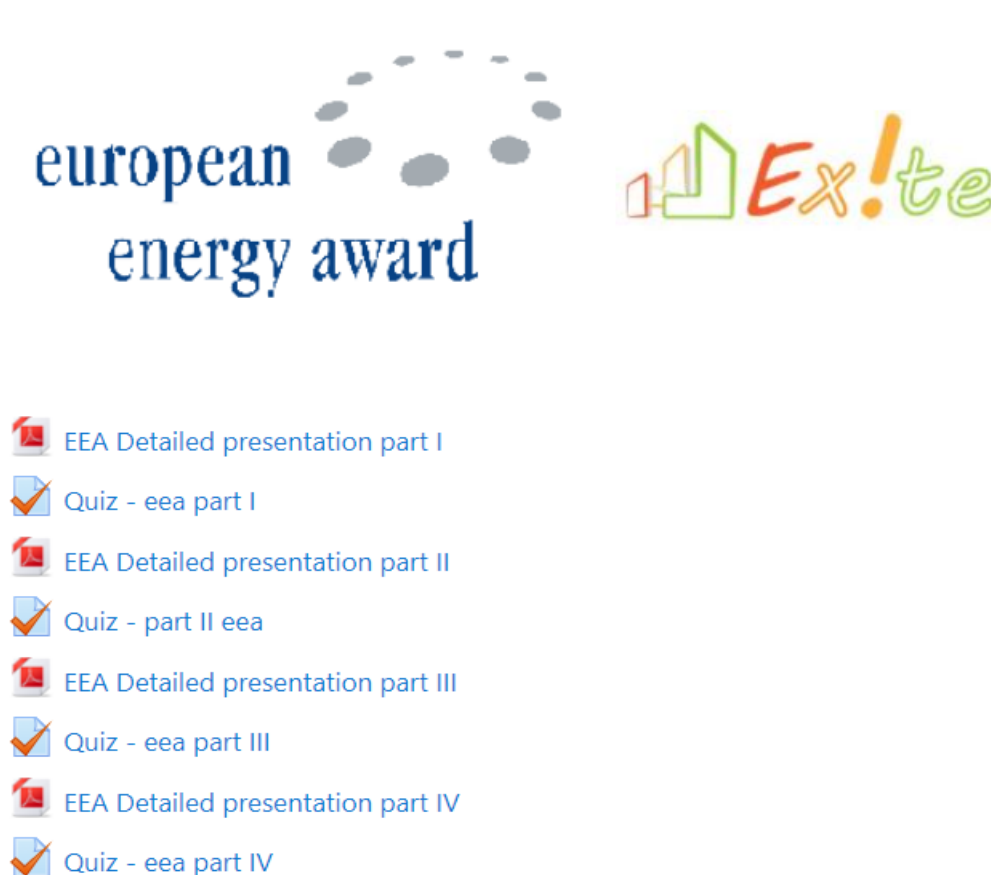 european
energy award
Ex!te
EEA Detailed presentation part I
Quiz - eea part I
EEA Detailed presentation part II
Quiz - part II eea
EEA Detailed presentation part III
Quiz - eea part III
EEA Detailed presentation part IV
Quiz - eea part IV